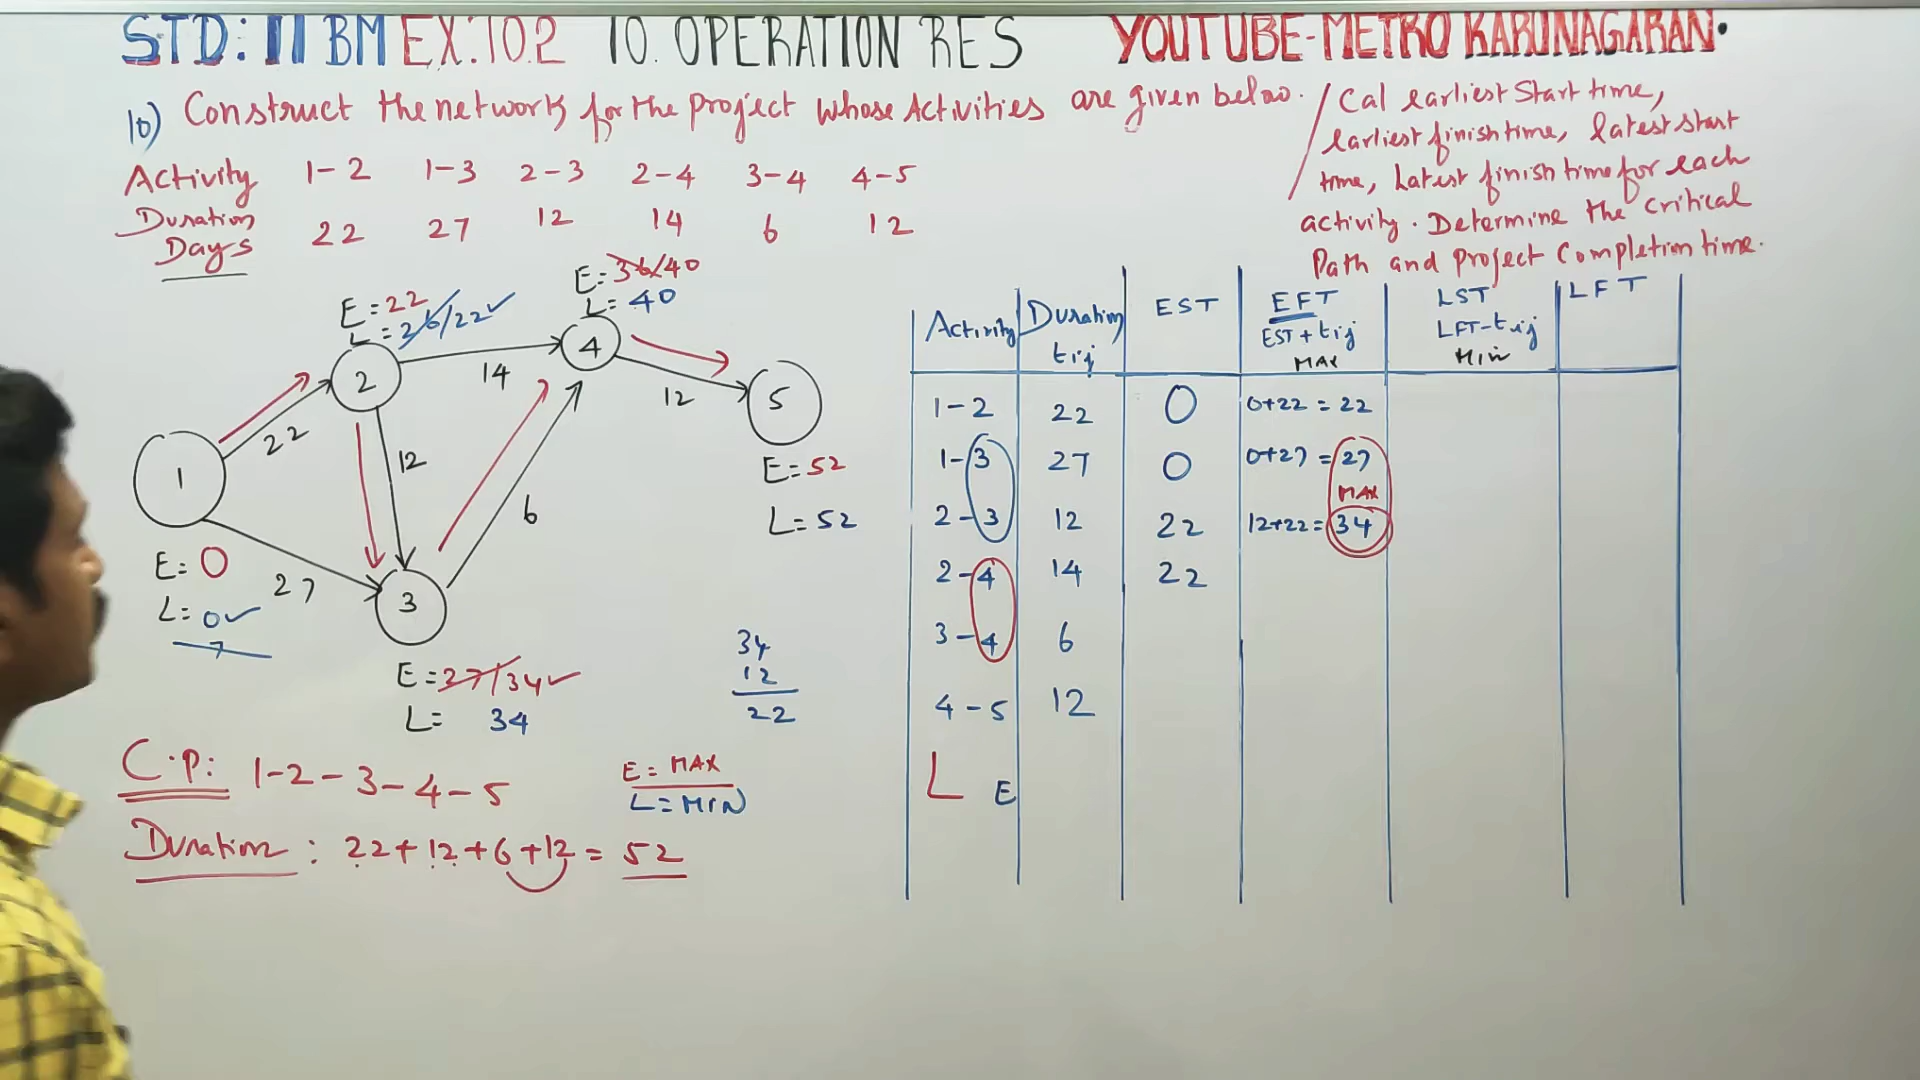 STD: 11 BM EX:10.2 10. OPERATION RES YOUTUBE-METRO KARUNAGARAN.
10) Construct the network for the project whose Activities are given below. / Cal earliest Start time,
earliest finish time, latest start
time, Latest finish time for each
activity. Determine the critical
Path and project Completion time.
Activity 1-2 1-3 2-3 2-4 3-4 4-5
Duration Days 22 27 12 14 6 12
E=22
L=26/22✓
E=36/40
L=40
1 2 3 4 5
22
14
12
12
6
27
E=0
L=0✓
E=27/34✓
L= 34
E=52
L=52
34
12
22
C.P: 1-2-3-4-5
E=MAX
L=MIN
Duration: 22+12+6+12=52
Activity Duration tij EST EFT EST+tij MAX LST LFT-tij Min LFT
1-2 22 0 0+22=22
1-3 27 0 0+27=27
MAX
2-3 12 22 12+22=34
2-4 14 22
3-4 6
4-5 12
L E